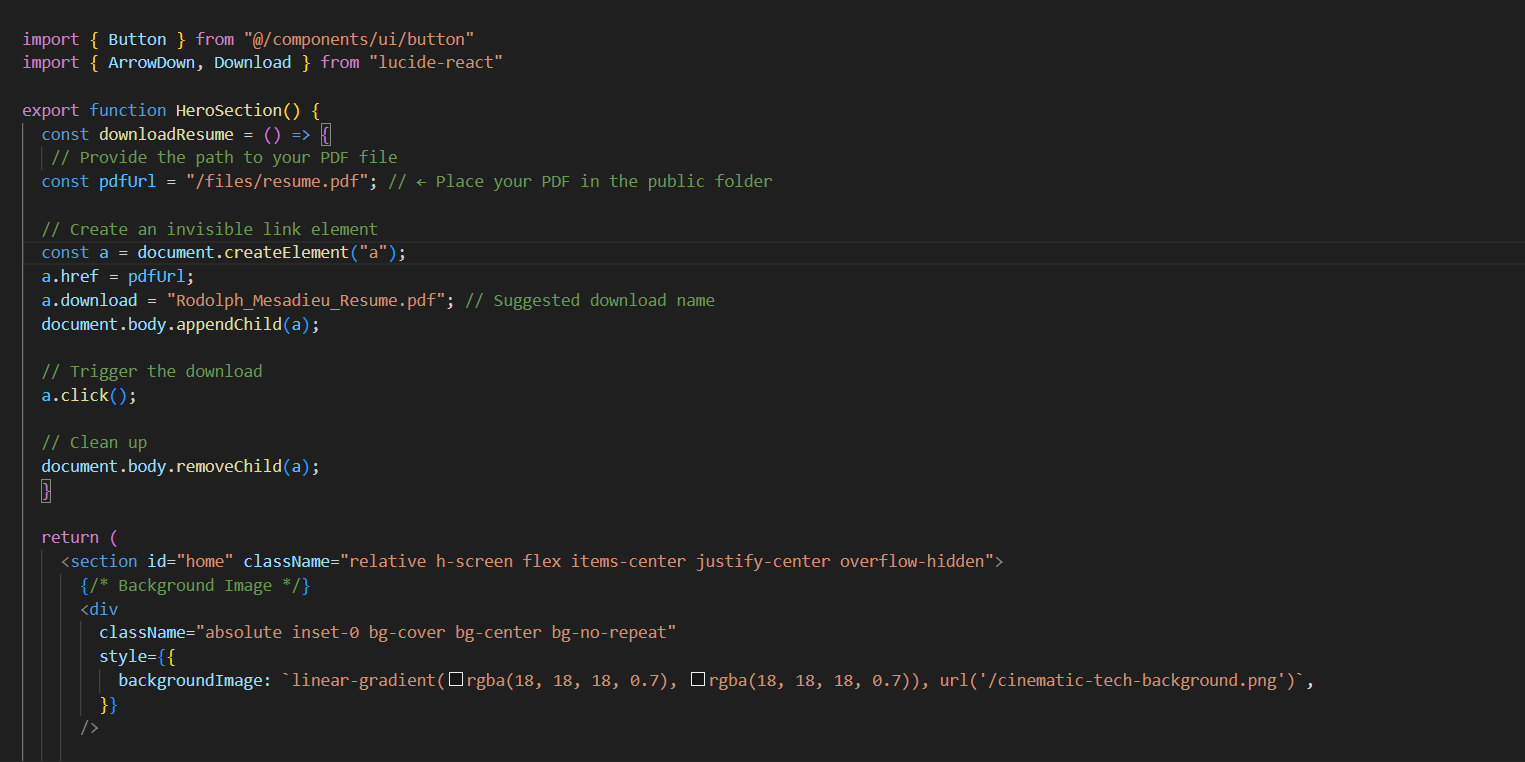 import { Button } from "@/components/ui/button"
import { ArrowDown, Download } from "lucide-react"

export function HeroSection() {
  const downloadResume = () => {
   // Provide the path to your PDF file
  const pdfUrl = "/files/resume.pdf"; // ← Place your PDF in the public folder

  // Create an invisible link element
  const a = document.createElement("a");
  a.href = pdfUrl;
  a.download = "Rodolph_Mesadieu_Resume.pdf"; // Suggested download name
  document.body.appendChild(a);

  // Trigger the download
  a.click();

  // Clean up
  document.body.removeChild(a);
  }

  return (
    <section id="home" className="relative h-screen flex items-center justify-center overflow-hidden">
      {/* Background Image */}
      <div
        className="absolute inset-0 bg-cover bg-center bg-no-repeat"
        style={{
          backgroundImage: `linear-gradient(rgba(18, 18, 18, 0.7), rgba(18, 18, 18, 0.7)), url('/cinematic-tech-background.png')`,
        }}
      />